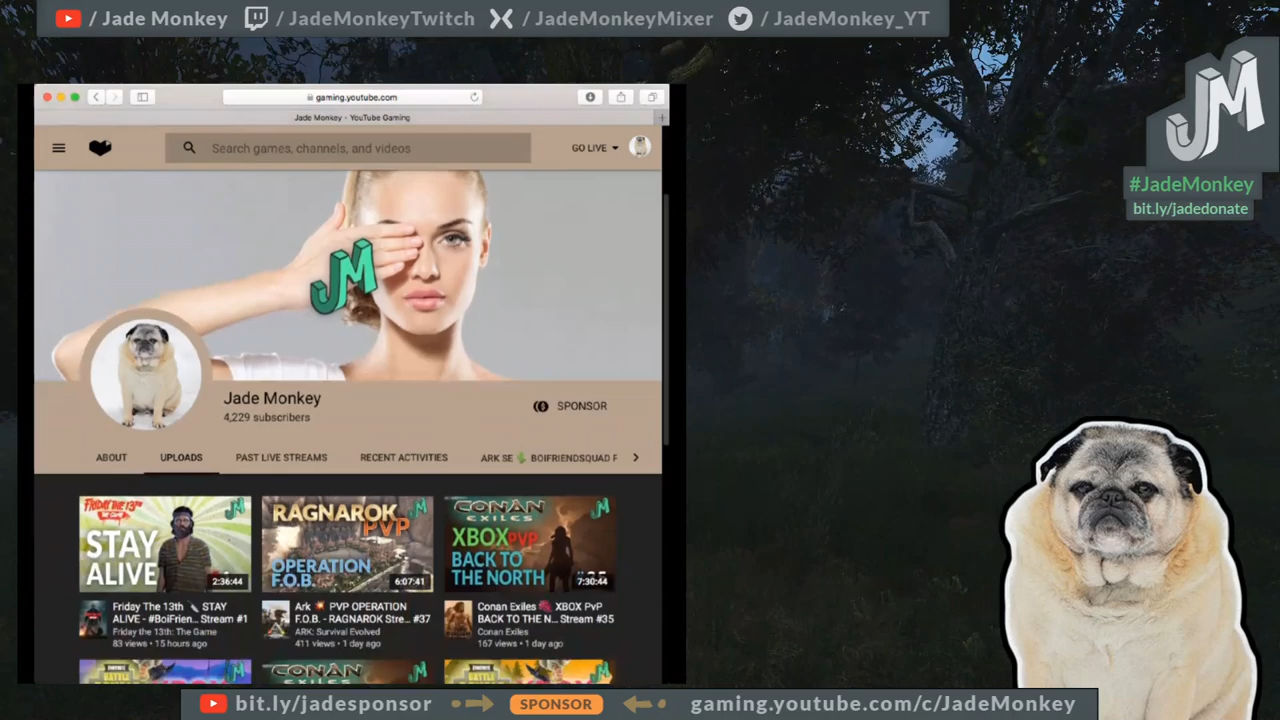 / Jade Monkey / JadeMonkeyTwitch / JadeMonkeyMixer / JadeMonkey_YT
JM
#JadeMonkey
bit.ly/jadedonate
gaming.youtube.com
Jade Monkey - YouTube Gaming
Search games, channels, and videos
GO LIVE
JM
Jade Monkey
4,229 subscribers
SPONSOR
ABOUT UPLOADS PAST LIVE STREAMS RECENT ACTIVITIES ARK SE BOIFRIENDSQUAD F
FRIDAY THE 13TH
STAY
ALIVE
2:36:44
JM
RAGNAROK
PVP
OPERATION
F.O.B.
6:07:41
JM
CONAN
EXILES
XBOX PVP
BACK TO
THE NORTH
7:30:44
JM
Friday The 13th STAY
ALIVE - #BoiFrien... Stream #1
Friday the 13th: The Game
83 views • 15 hours ago
Ark PVP OPERATION
F.O.B. - RAGNAROK Stre... #37
ARK: Survival Evolved
411 views • 1 day ago
Conan Exiles XBOX PvP
BACK TO THE N... Stream #35
Conan Exiles
167 views • 1 day ago
CONAN
bit.ly/jadesponsor SPONSOR gaming.youtube.com/c/JadeMonkey